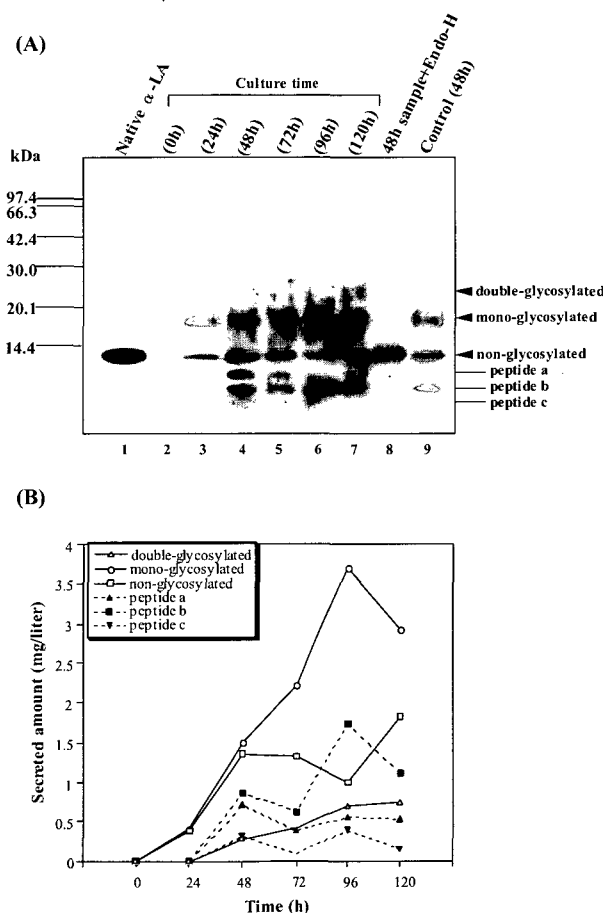 (A)
Culture time
Native α-LA
(0h)
(24h)
(48h)
(72h)
(96h)
(120h)
48h sample+Endo-H
Control (48h)
kDa
97.4
66.3
42.4
30.0
20.1
14.4
double-glycosylated
mono-glycosylated
non-glycosylated
peptide a
peptide b
peptide c
1 2 3 4 5 6 7 8 9
(B)
double-glycosylated
mono-glycosylated
non-glycosylated
peptide a
peptide b
peptide c
Secreted amount (mg/liter)
4
3.5
3
2.5
2
1.5
1
0.5
0
0 24 48 72 96 120
Time (h)